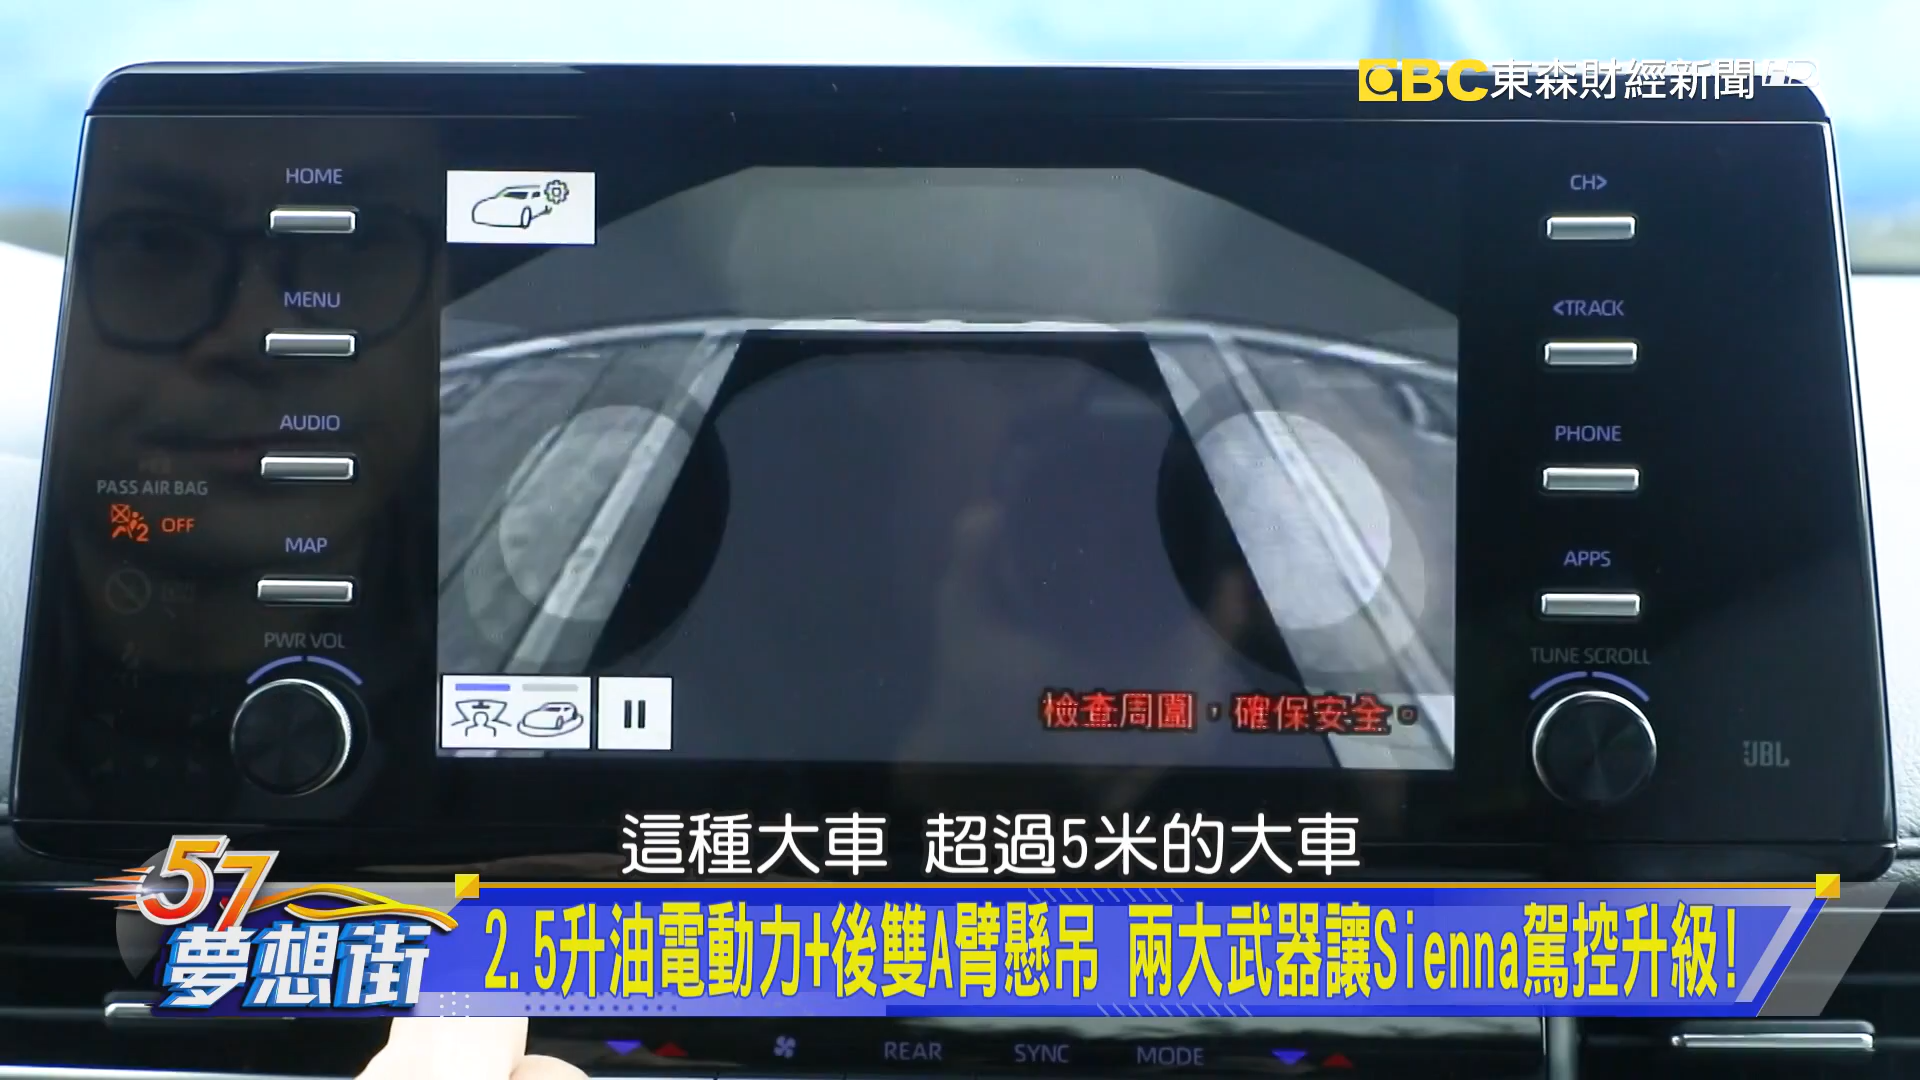 EBC東森財經新聞
HOME
CH>
MENU
<TRACK
AUDIO
PHONE
PASS AIR BAG
2 OFF
MAP
APPS
PWR VOL
TUNE SCROLL
檢查周圍，確保安全。
JBL
這種大車 超過5米的大車
57夢想街
2.5升油電動力+後雙A臂懸吊 兩大武器讓Sienna駕控升級!
REAR
SYNC
MODE